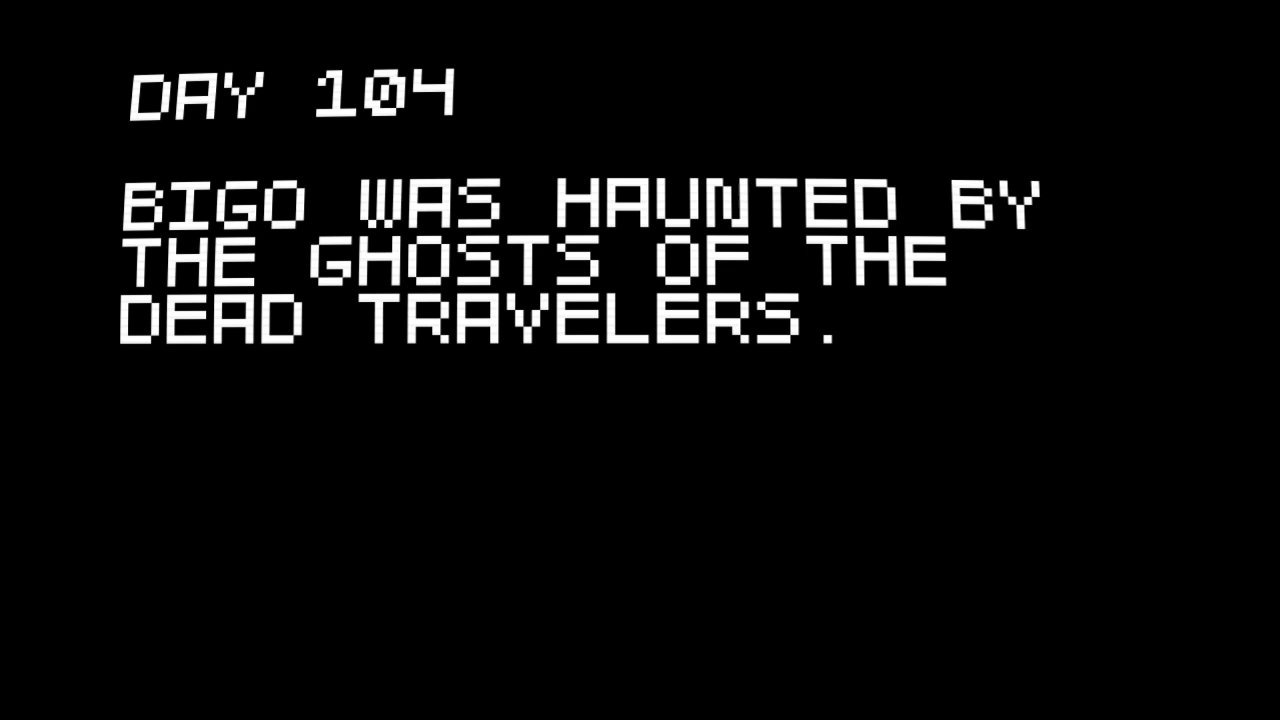 DAY 104
BIGO WAS HAUNTED BY
THE GHOSTS OF THE
DEAD TRAVELERS.